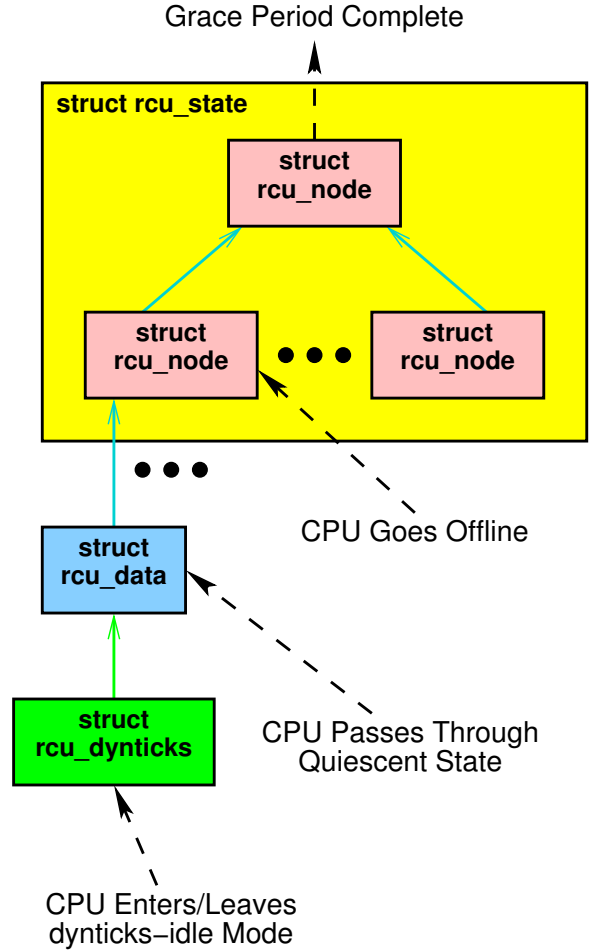 Grace Period Complete
struct rcu_state
struct
rcu_node
struct
rcu_node
struct
rcu_node
CPU Goes Offline
struct
rcu_data
struct
rcu_dynticks
CPU Passes Through
Quiescent State
CPU Enters/Leaves
dynticks−idle Mode